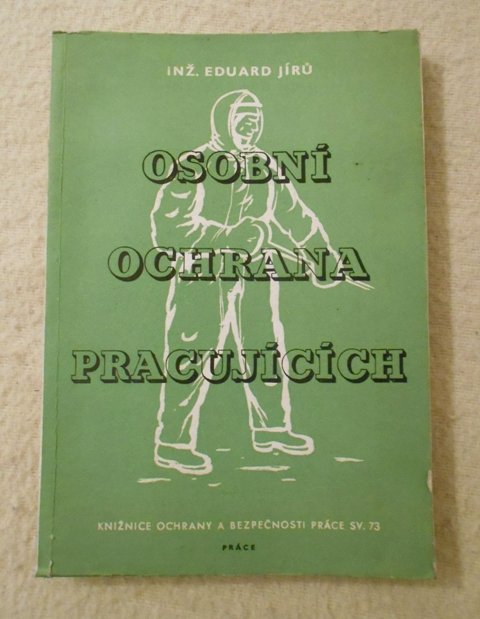 INŽ. EDUARD JÍRŮ
OSOBNÍ
OCHRANA
PRACUJÍCÍCH
KNIŽNICE OCHRANY A BEZPEČNOSTI PRÁCE SV. 73
PRÁCE